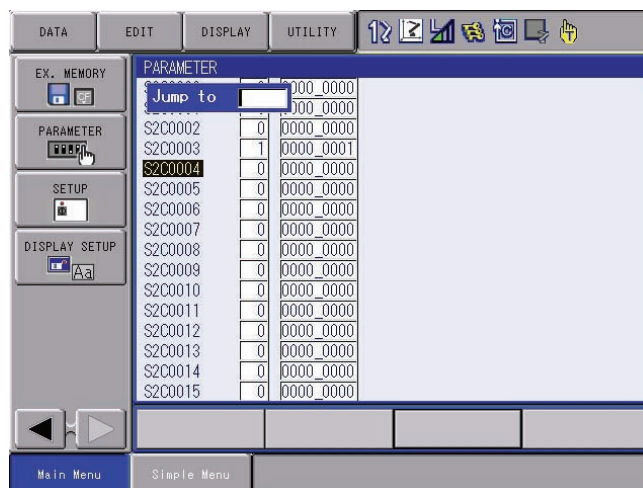 DATA EDIT DISPLAY UTILITY
EX. MEMORY
CF
PARAMETER
SETUP
DISPLAY SETUP
Aa
PARAMETER
Jump to
S2C0002 0 0000_0000
S2C0003 1 0000_0001
S2C0004 0 0000_0000
S2C0005 0 0000_0000
S2C0006 0 0000_0000
S2C0007 0 0000_0000
S2C0008 0 0000_0000
S2C0009 0 0000_0000
S2C0010 0 0000_0000
S2C0011 0 0000_0000
S2C0012 0 0000_0000
S2C0013 0 0000_0000
S2C0014 0 0000_0000
S2C0015 0 0000_0000
Main Menu Simple Menu